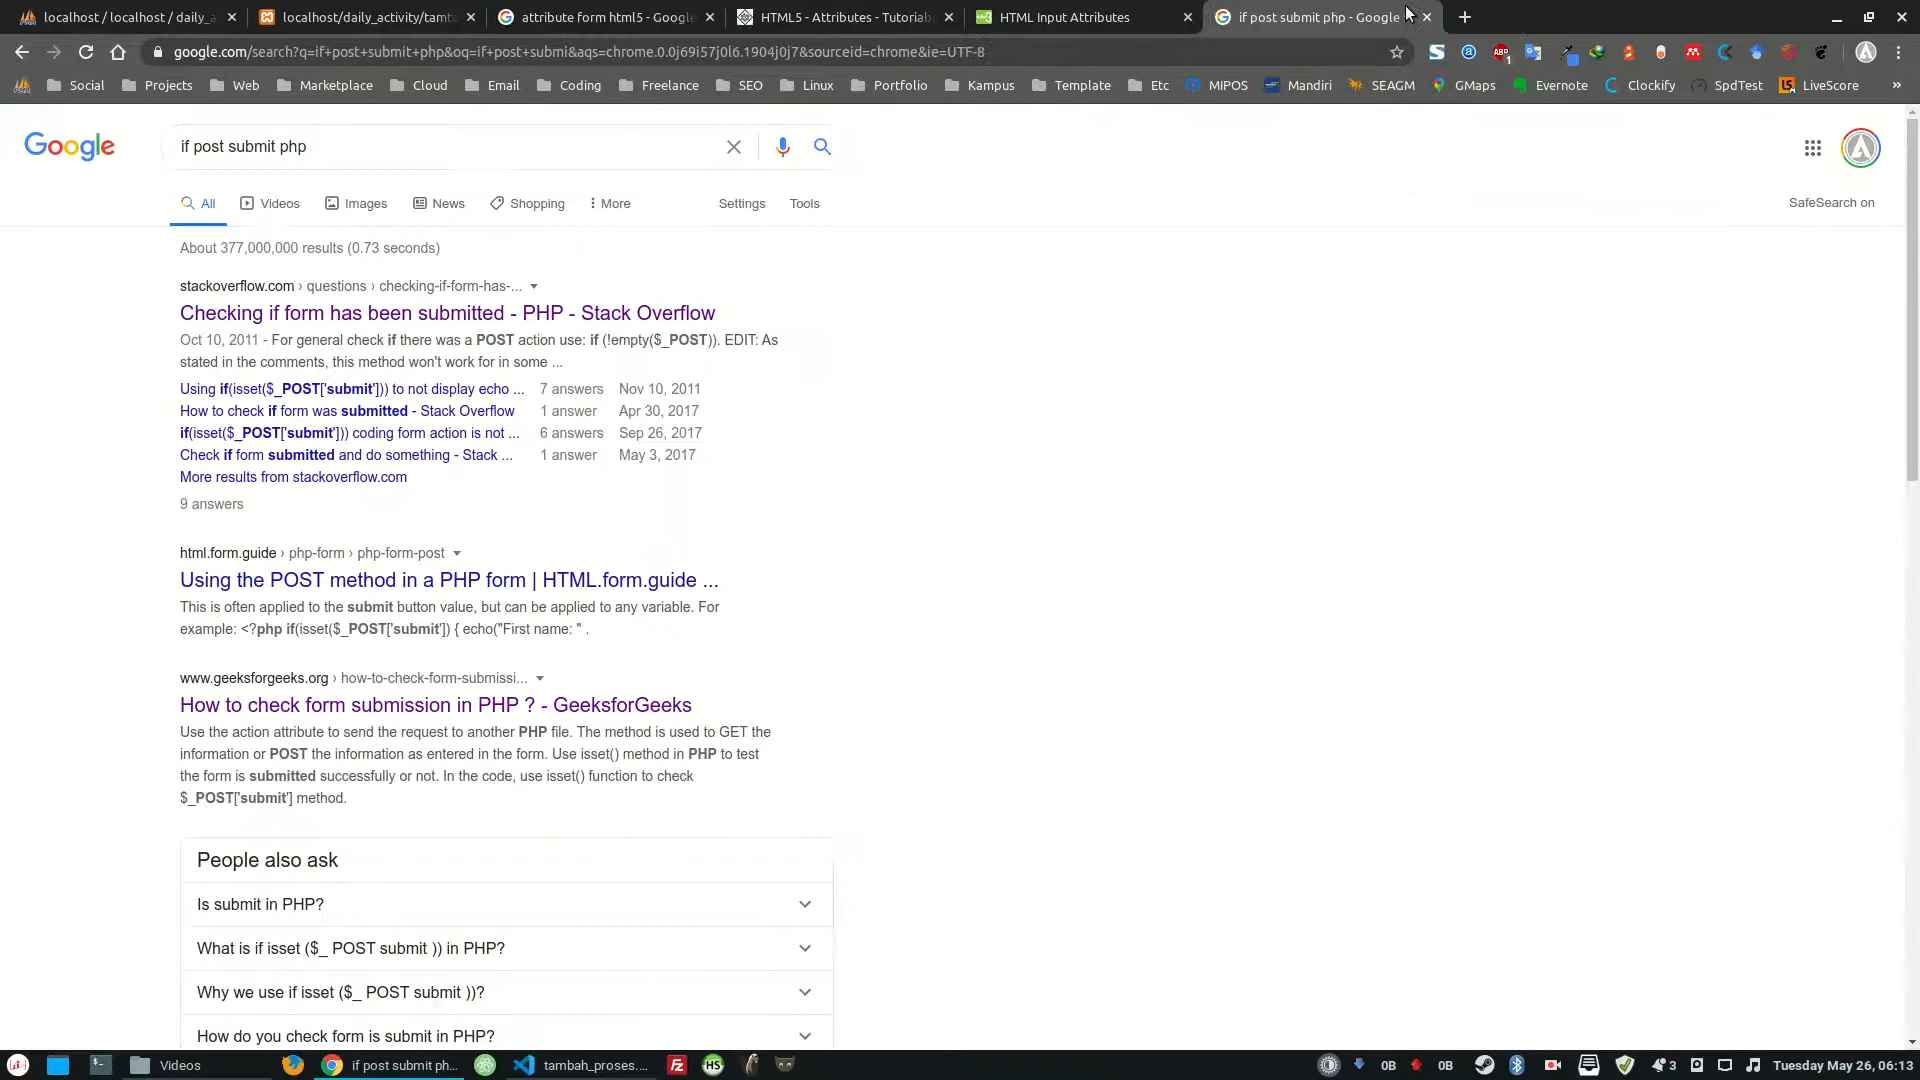 localhost / localhost / daily_a
localhost/daily_activity/tamb
attribute form html5 - Google
HTML5 - Attributes - Tutorials
HTML Input Attributes
if post submit php - Google
google.com/search?q=if+post+submit+php&oq=if+post+submi&aqs=chrome.0.0j69i57j0l6.1904j0j7&sourceid=chrome&ie=UTF-8
Social Projects Web Marketplace Cloud Email Coding Freelance SEO Linux Portfolio Kampus Template Etc MIPOS Mandiri SEAGM GMaps Evernote Clockify SpdTest LiveScore »
Google
if post submit php
All Videos Images News Shopping More Settings Tools
SafeSearch on
About 377,000,000 results (0.73 seconds)
stackoverflow.com › questions › checking-if-form-has-...
Checking if form has been submitted - PHP - Stack Overflow
Oct 10, 2011 - For general check if there was a POST action use: if (!empty($_POST)). EDIT: As
stated in the comments, this method won't work for in some ...
Using if(isset($_POST['submit'])) to not display echo ... 7 answers Nov 10, 2011
How to check if form was submitted - Stack Overflow 1 answer Apr 30, 2017
if(isset($_POST['submit'])) coding form action is not ... 6 answers Sep 26, 2017
Check if form submitted and do something - Stack ... 1 answer May 3, 2017
More results from stackoverflow.com
9 answers
html.form.guide › php-form › php-form-post
Using the POST method in a PHP form | HTML.form.guide ...
This is often applied to the submit button value, but can be applied to any variable. For
example: <?php if(isset($_POST['submit']) { echo("First name: " .
www.geeksforgeeks.org › how-to-check-form-submissi...
How to check form submission in PHP ? - GeeksforGeeks
Use the action attribute to send the request to another PHP file. The method is used to GET the
information or POST the information as entered in the form. Use isset() method in PHP to test
the form is submitted successfully or not. In the code, use isset() function to check
$_POST['submit'] method.
People also ask
Is submit in PHP?
What is if isset ($_ POST submit )) in PHP?
Why we use if isset ($_ POST submit ))?
How do you check form is submit in PHP?
Videos
if post submit ph...
tambah_proses....
0B
0B
3
Tuesday May 26, 06:13